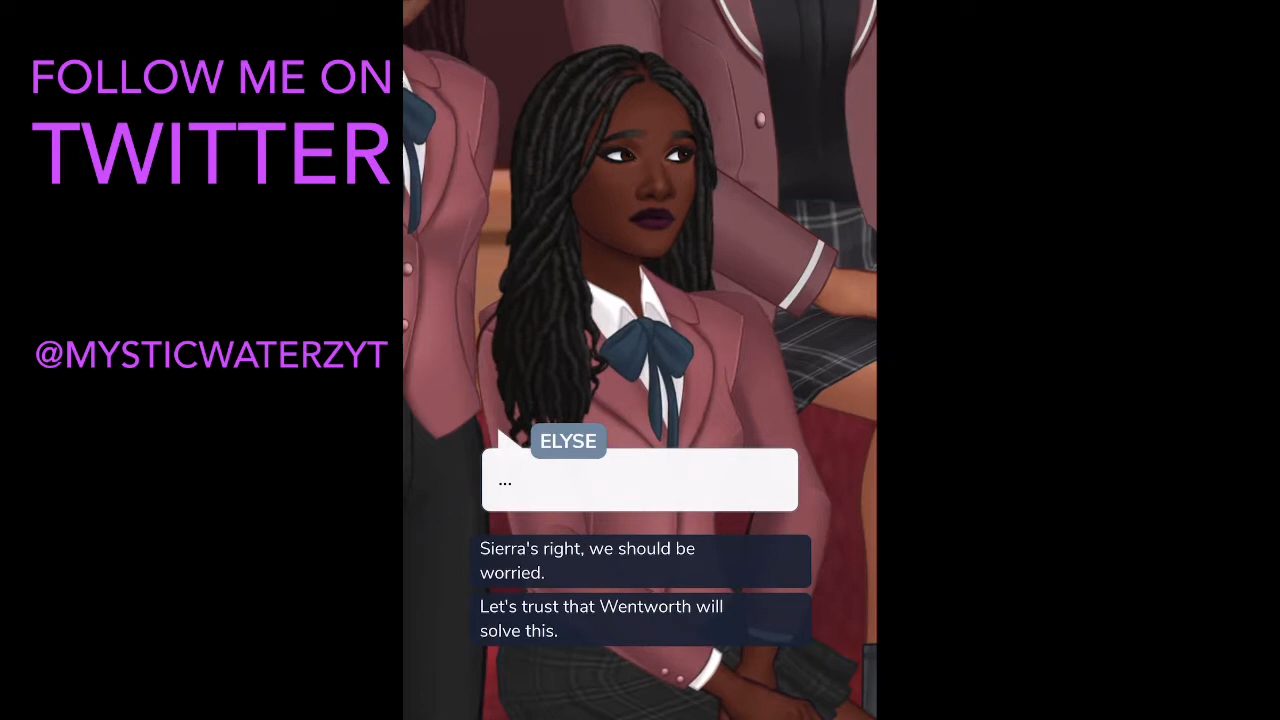 FOLLOW ME ON
TWITTER
@MYSTICWATERZYT
ELYSE
...
Sierra's right, we should be
worried.
Let's trust that Wentworth will
solve this.